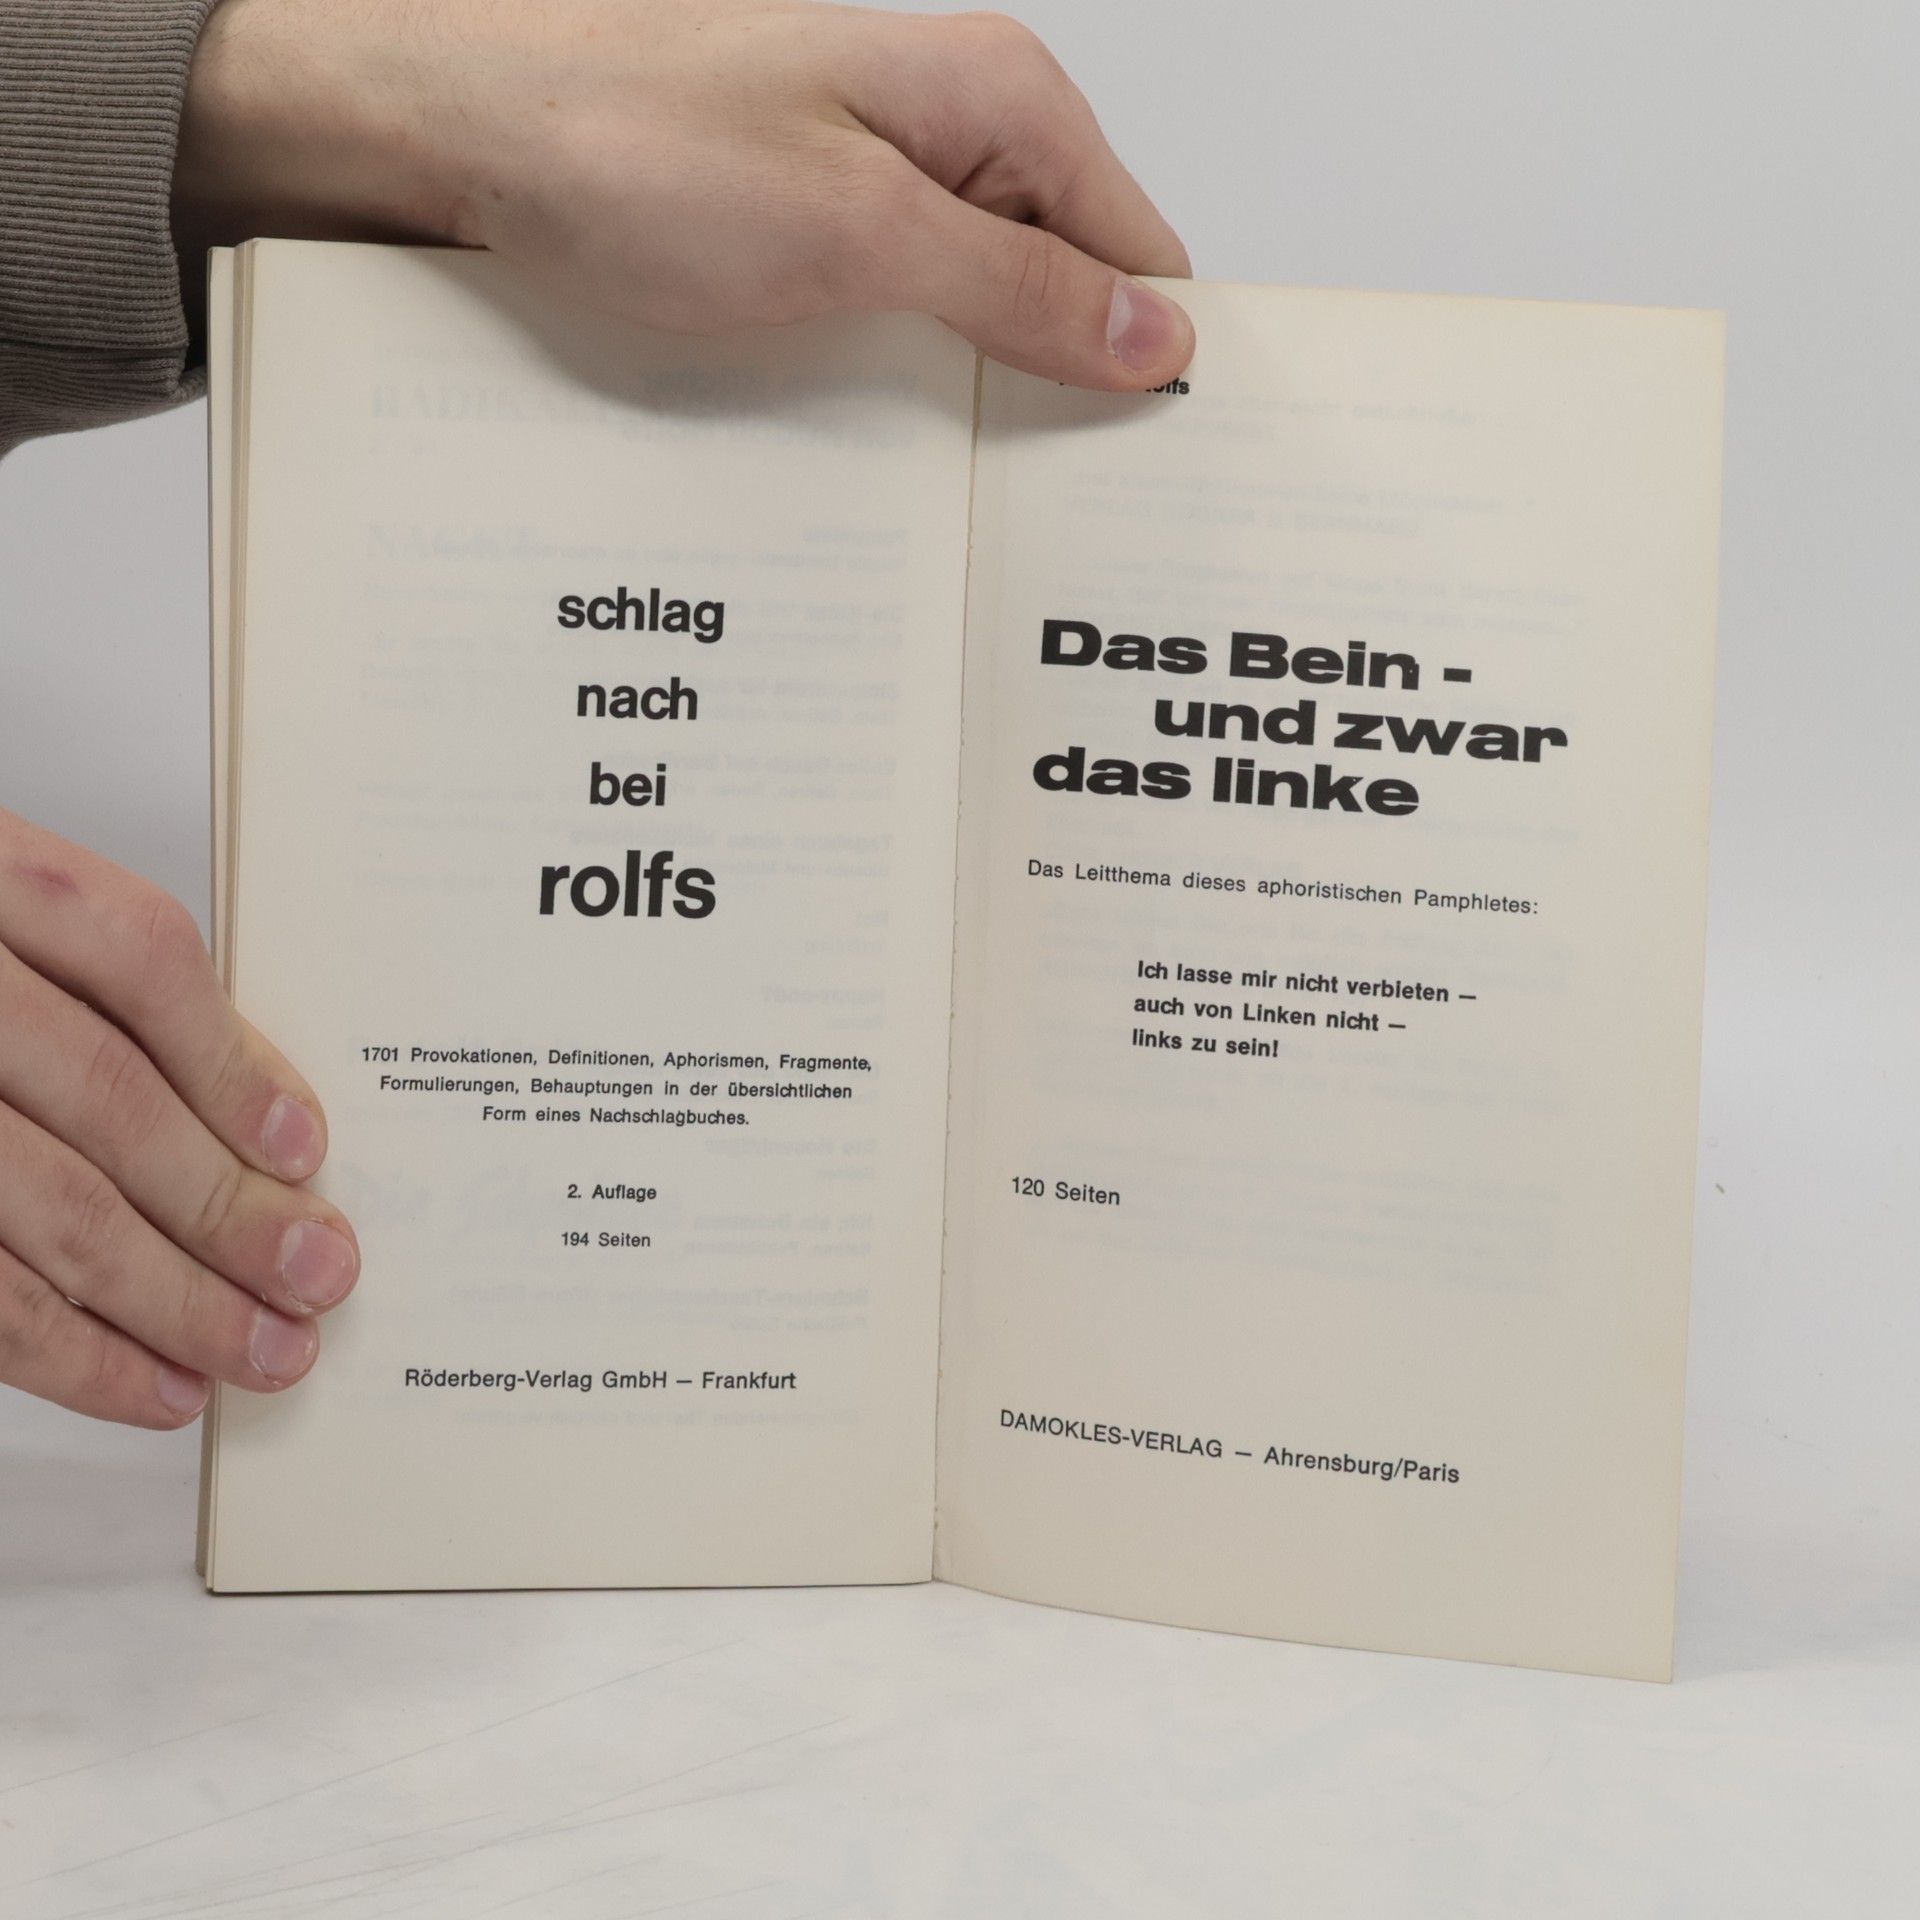 schlag
nach
bei
rolfs
1701 Provokationen, Definitionen, Aphorismen, Fragmente,
Formulierungen, Behauptungen in der übersichtlichen
Form eines Nachschlagbuches.
2. Auflage
194 Seiten
Röderberg-Verlag GmbH — Frankfurt
Das Bein -
und zwar
das linke
Das Leitthema dieses aphoristischen Pamphletes:
Ich lasse mir nicht verbieten —
auch von Linken nicht —
links zu sein!
120 Seiten
DAMOKLES-VERLAG — Ahrensburg/Paris